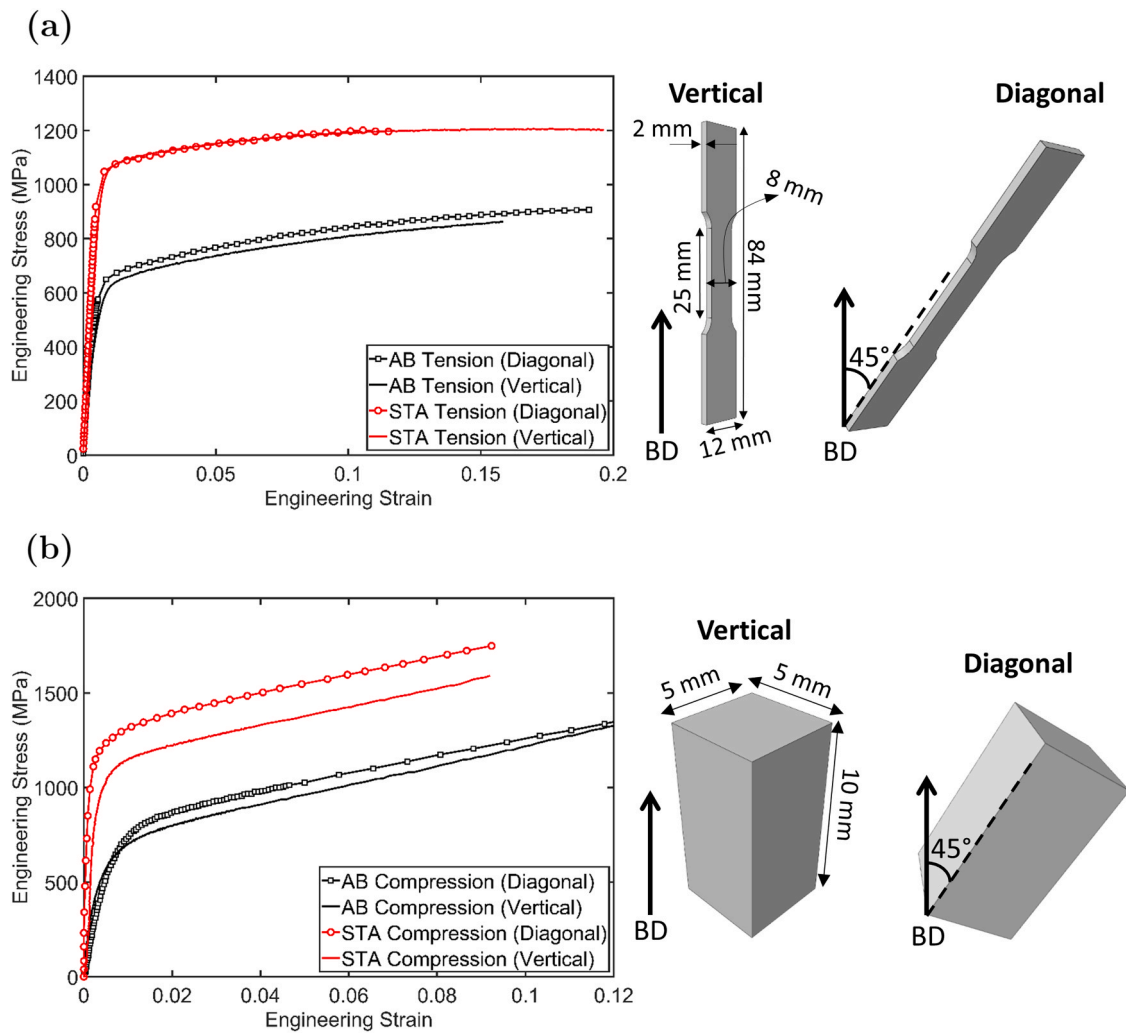 (a)
1400
1200
1000
800
600
400
200
0
Engineering Stress (MPa)
AB Tension (Diagonal)
AB Tension (Vertical)
STA Tension (Diagonal)
STA Tension (Vertical)
0
0.05
0.1
0.15
0.2
Engineering Strain
Vertical
2 mm
8 mm
25 mm
84 mm
12 mm
BD
Diagonal
45°
BD
(b)
2000
1500
1000
500
0
Engineering Stress (MPa)
AB Compression (Diagonal)
AB Compression (Vertical)
STA Compression (Diagonal)
STA Compression (Vertical)
0
0.02
0.04
0.06
0.08
0.1
0.12
Engineering Strain
Vertical
5 mm
5 mm
10 mm
BD
Diagonal
45°
BD